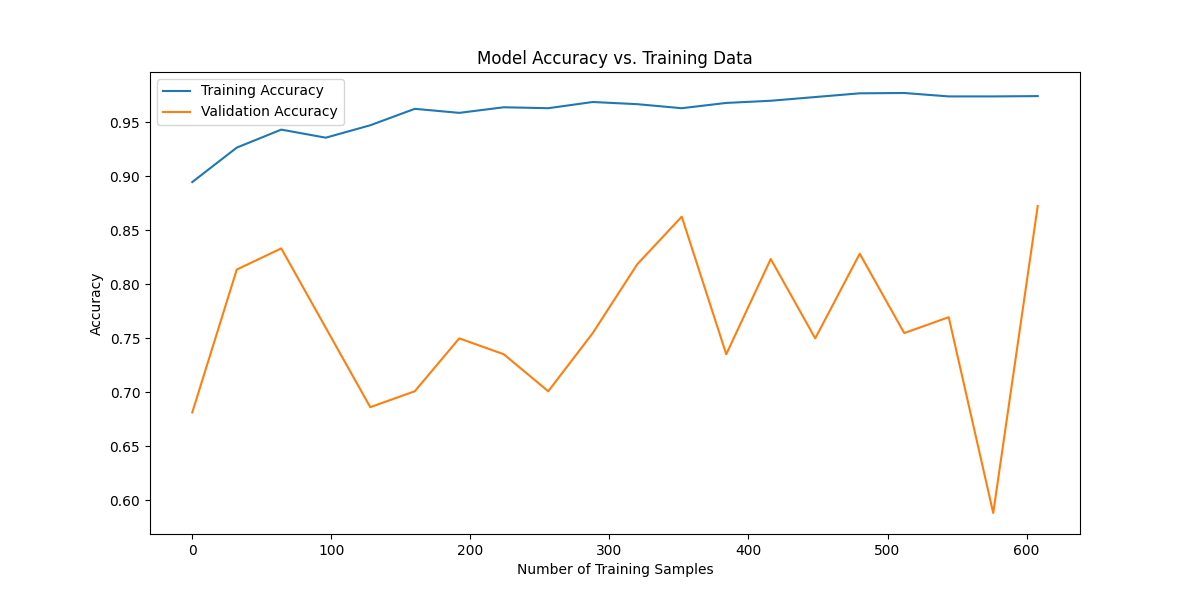 Model Accuracy vs. Training Data
Training Accuracy
Validation Accuracy
0.95
0.90
0.85
0.80
0.75
0.70
0.65
0.60
Accuracy
0 100 200 300 400 500 600
Number of Training Samples